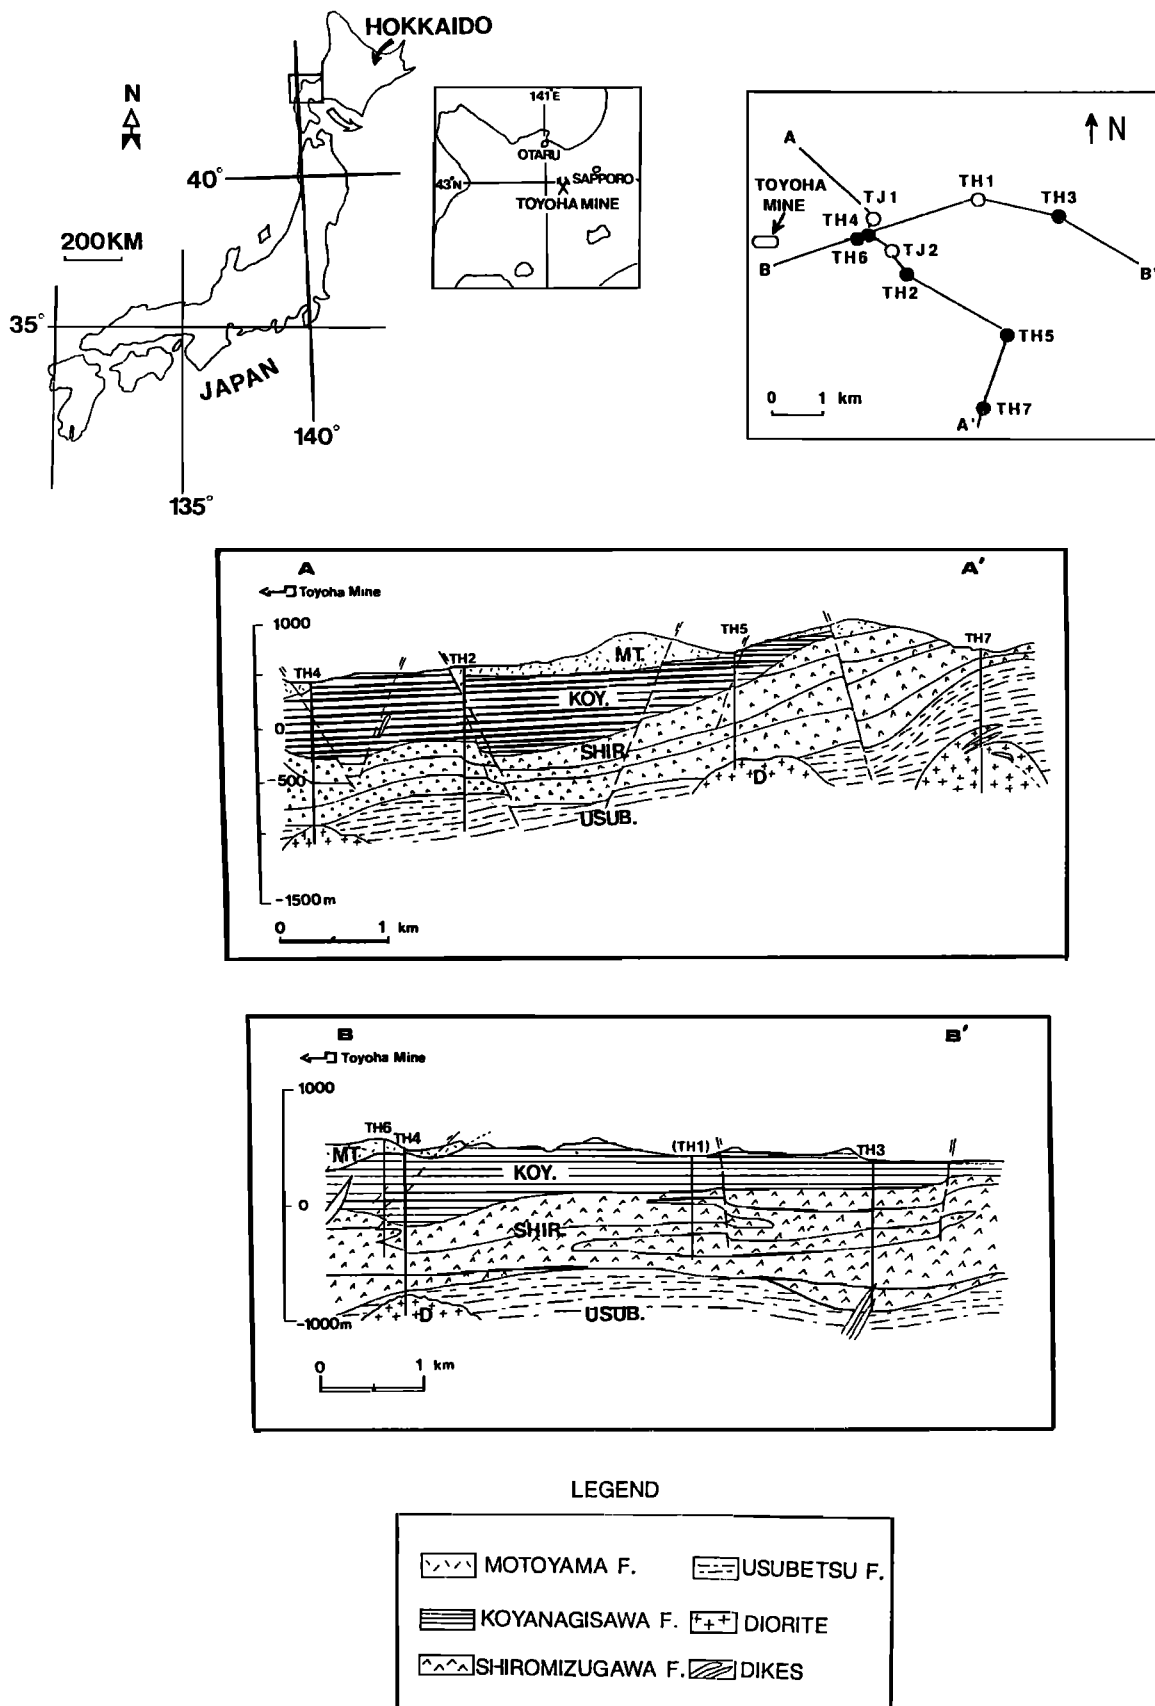 HOKKAIDO
N
40°
200KM
35°
JAPAN
140°
135°
141°E
OTARU
43°N
SAPPORO
TOYOHA MINE
N
A
TOYOHA
MINE
TJ1
TH1
TH3
TH4
TH6
TJ2
B
TH2
B'
TH5
0 1 km
TH7
A'
A A'
Toyoha Mine
1000
TH4
TH2
TH5
TH7
MT.
KOY.
0
SHIR.
-500
D
USUB.
-1500m
0 1 km
B B'
Toyoha Mine
1000
TH6
TH4
(TH1)
TH3
MT.
KOY.
0
SHIR.
D
USUB.
-1000m
0 1 km
LEGEND
MOTOYAMA F.
USUBETSU F.
KOYANAGISAWA F.
DIORITE
SHIROMIZUGAWA F.
DIKES